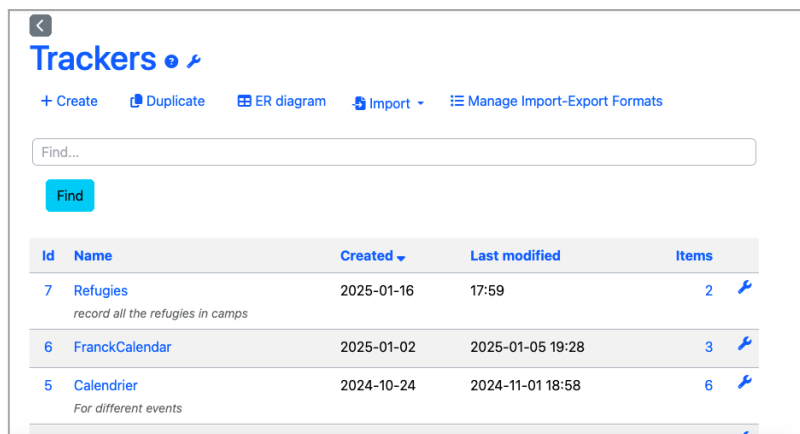 Trackers
Create Duplicate ER diagram Import Manage Import-Export Formats
Find...
Find
Id Name Created Last modified Items
7 Refugies 2025-01-16 17:59 2
record all the refugies in camps
6 FranckCalendar 2025-01-02 2025-01-05 19:28 3
5 Calendrier 2024-10-24 2024-11-01 18:58 6
For different events